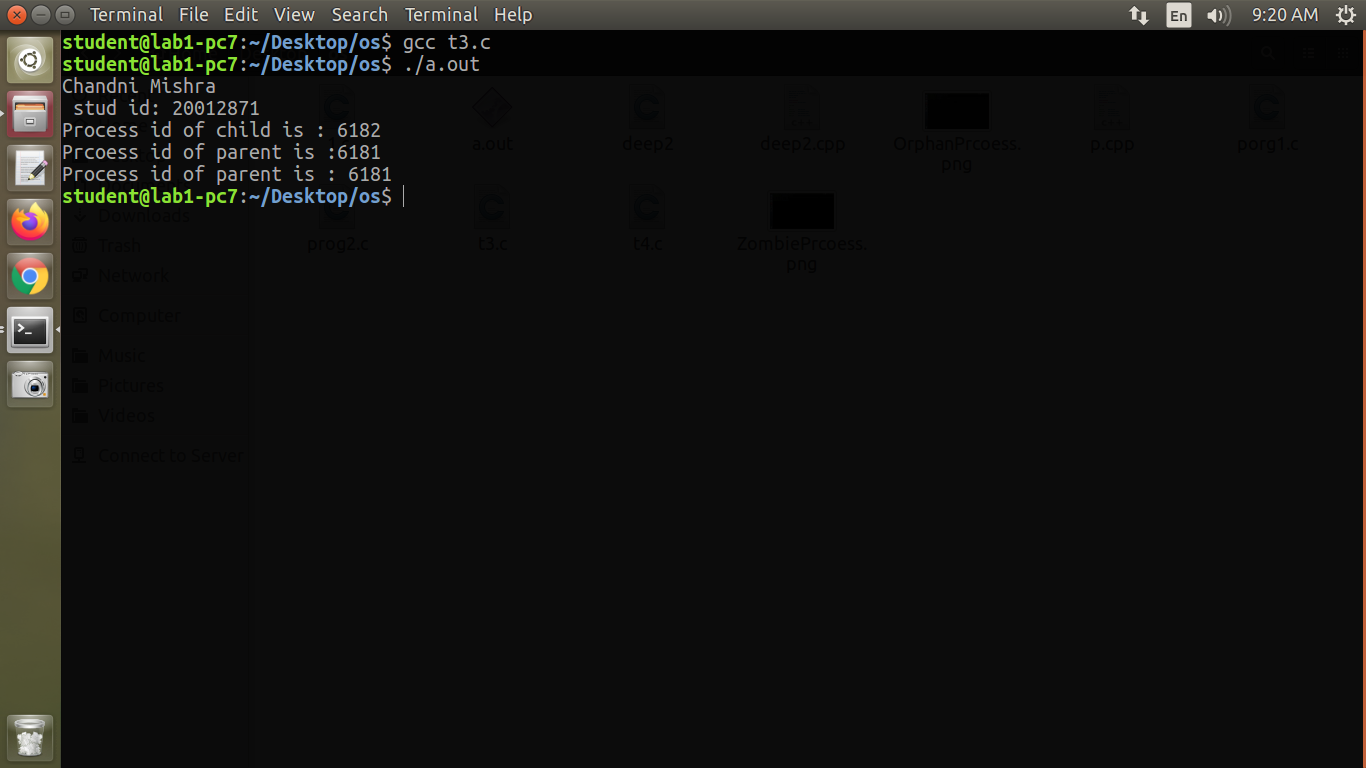 Terminal File Edit View Search Terminal Help En 9:20 AM
student@lab1-pc7:~/Desktop/os$ gcc t3.c
student@lab1-pc7:~/Desktop/os$ ./a.out
Chandni Mishra
stud id: 20012871
Process id of child is : 6182
Prcoess id of parent is :6181
Process id of parent is : 6181
student@lab1-pc7:~/Desktop/os$
a.out deep2 deep2.cpp OrphanPrcoess. p.cpp porg1.c
png
prog2.c t3.c t4.c ZombiePrcoess.
png
Downloads
Trash
Network
Computer
Music
Pictures
Videos
Connect to Server